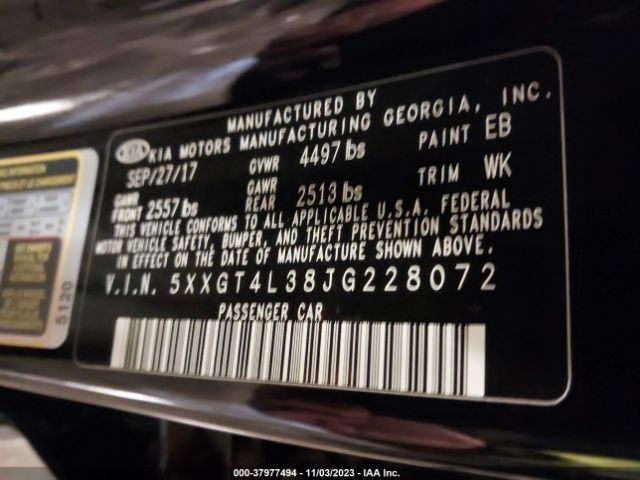 MANUFACTURED BY
KIA KIA MOTORS MANUFACTURING GEORGIA, INC.
SEP/27/17 GVWR 4497 lbs PAINT EB
GAWR FRONT 2557 lbs GAWR REAR 2513 lbs TRIM WK
THIS VEHICLE CONFORMS TO ALL APPLICABLE U.S.A. FEDERAL
MOTOR VEHICLE SAFETY, BUMPER, AND THEFT PREVENTION STANDARDS
IN EFFECT ON THE DATE OF MANUFACTURE SHOWN ABOVE.
V.I.N. 5XXGT4L38JG228072
PASSENGER CAR
5120
000-37977494 - 11/03/2023 - IAA Inc.